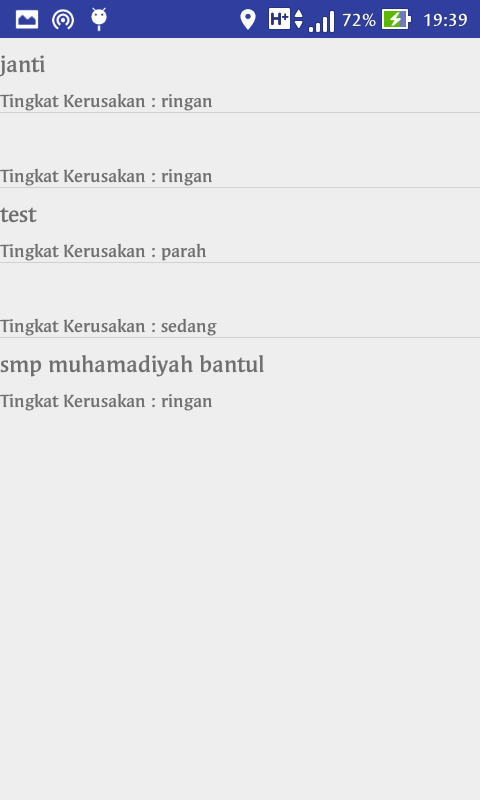 H+ 72% 19:39
janti
Tingkat Kerusakan : ringan
Tingkat Kerusakan : ringan
test
Tingkat Kerusakan : parah
Tingkat Kerusakan : sedang
smp muhamadiyah bantul
Tingkat Kerusakan : ringan